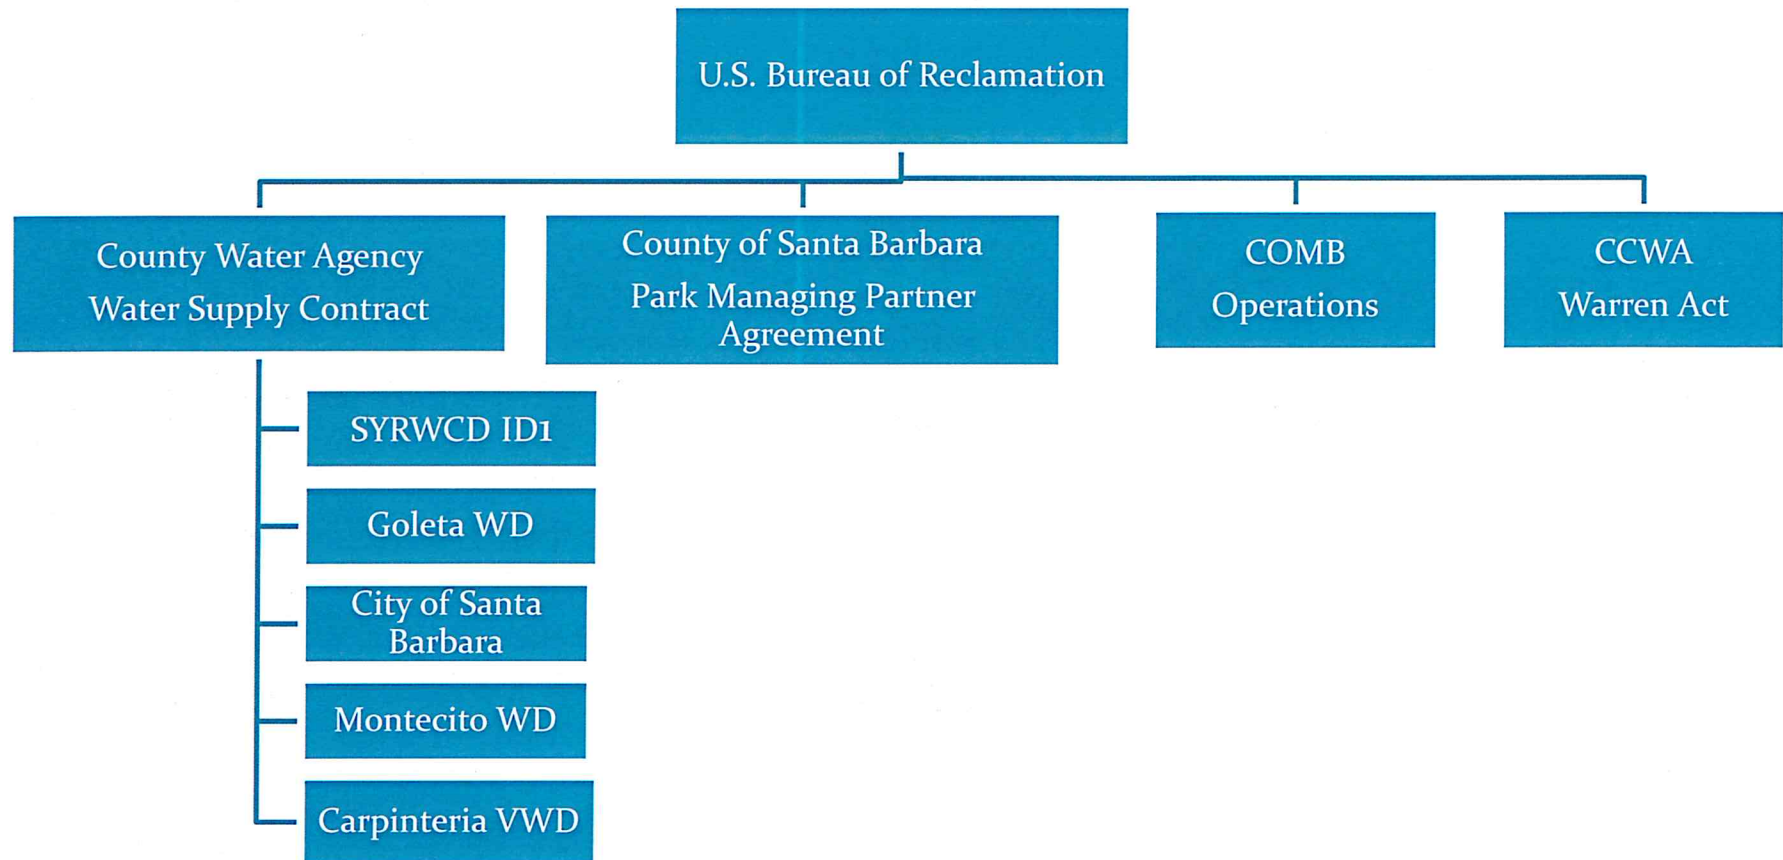 U.S. Bureau of Reclamation
County Water Agency
Water Supply Contract
County of Santa Barbara
Park Managing Partner
Agreement
COMB
Operations
CCWA
Warren Act
SYRWCD ID1
Goleta WD
City of Santa
Barbara
Montecito WD
Carpinteria VWD